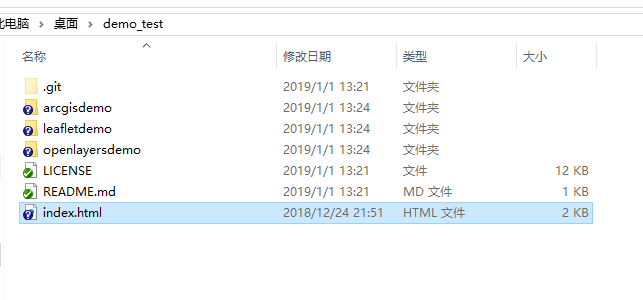 此电脑 > 桌面 > demo_test
名称 修改日期 类型 大小
.git 2019/1/1 13:21 文件夹
arcgisdemo 2019/1/1 13:24 文件夹
leafletdemo 2019/1/1 13:24 文件夹
openlayersdemo 2019/1/1 13:24 文件夹
LICENSE 2019/1/1 13:21 文件 12 KB
README.md 2019/1/1 13:21 MD 文件 1 KB
index.html 2018/12/24 21:51 HTML 文件 2 KB